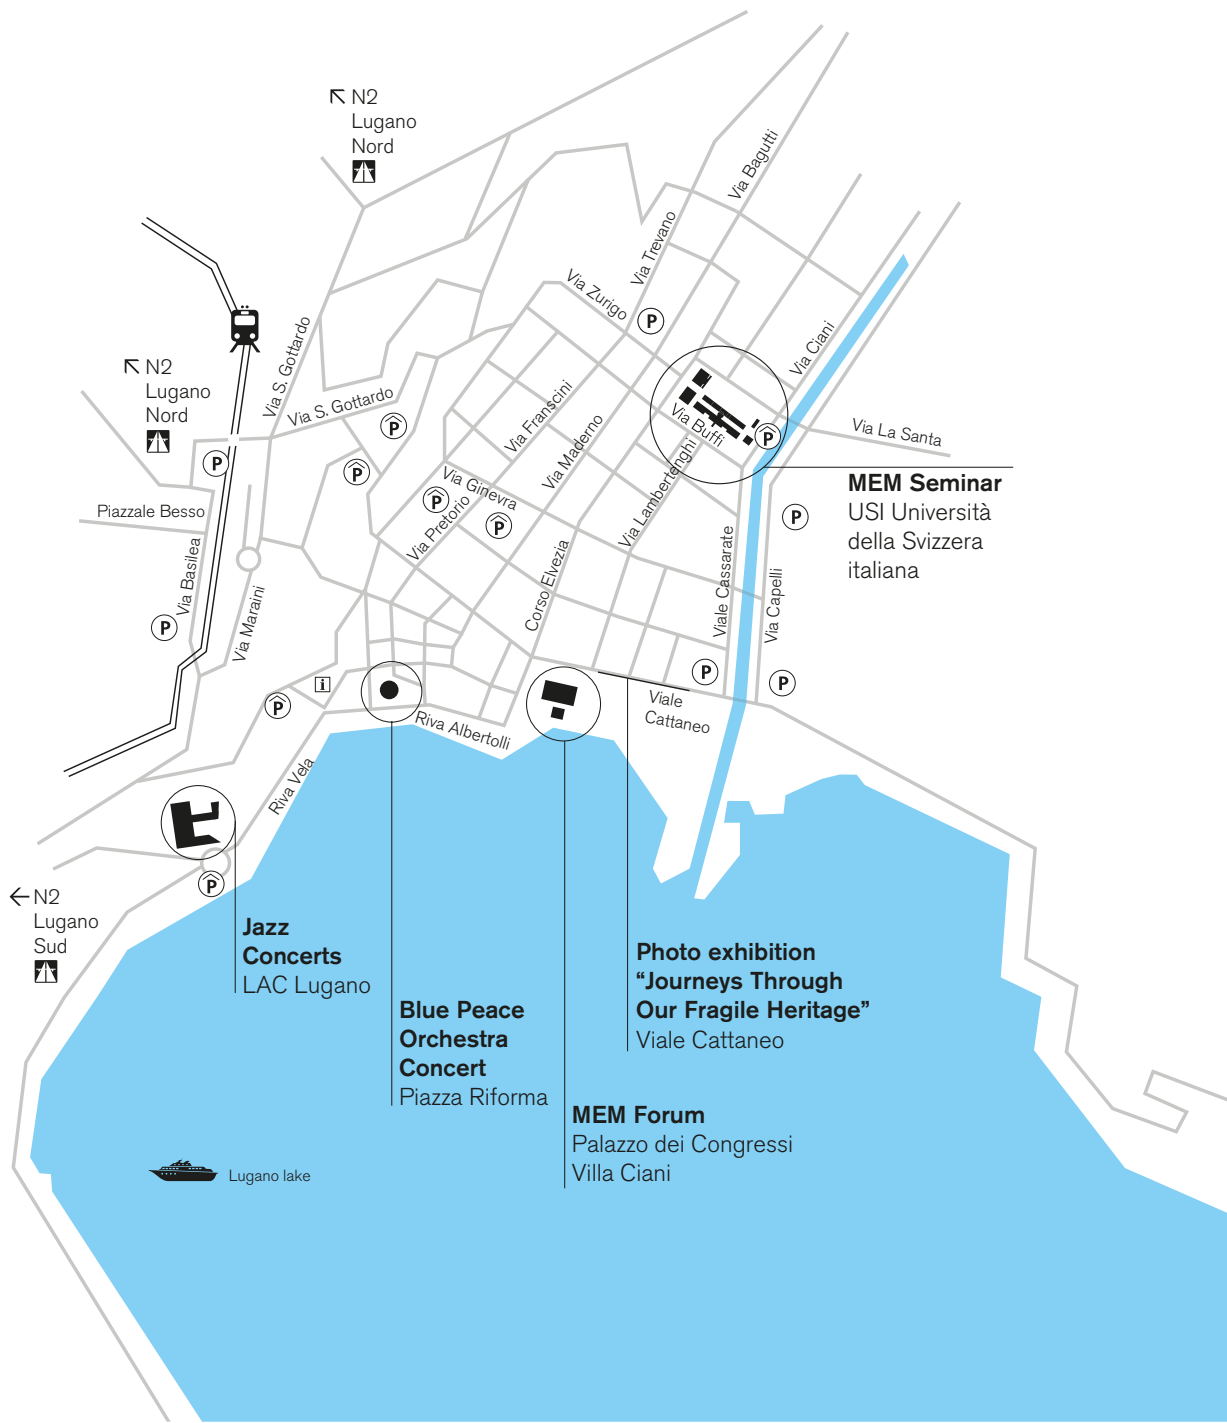 N2
Lugano
Nord
Via Bagutti
Via Trevano
Via Zurigo
P
Via Ciani
Via S. Gottardo
N2
Lugano
Nord
Via S. Gottardo
P
Via Franscini
Via Maderno
Via Buffi
P
Via La Santa
P
P
Via Ginevra
P
P
Via Pretorio
Via Lambertenghi
MEM Seminar
USI Università
della Svizzera
italiana
P
Piazzale Besso
Via Basilea
Via Maraini
Corso Elvezia
Viale Cassarate
Via Capelli
P
i
P
P
P
Viale
Cattaneo
Riva Albertolli
Riva Vela
P
N2
Lugano
Sud
Jazz
Concerts
LAC Lugano
Blue Peace
Orchestra
Concert
Piazza Riforma
Photo exhibition
“Journeys Through
Our Fragile Heritage”
Viale Cattaneo
MEM Forum
Palazzo dei Congressi
Villa Ciani
Lugano lake